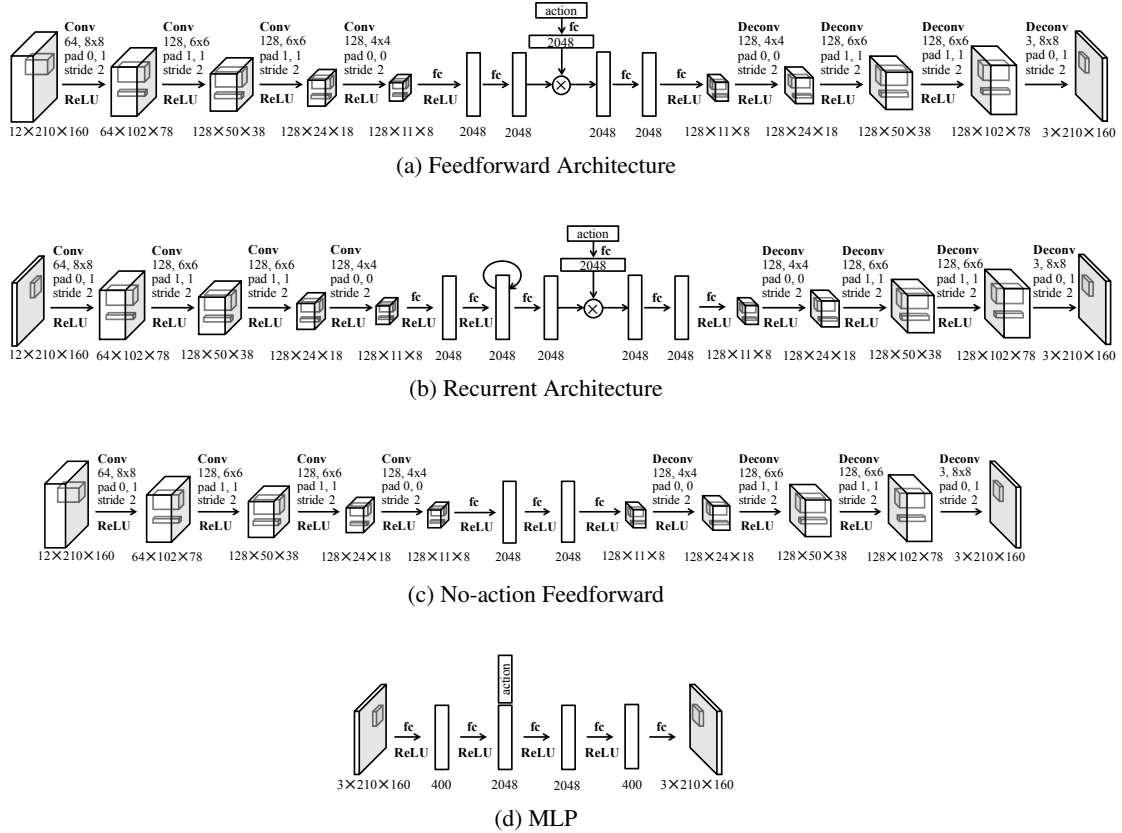 action
fc
2048
Conv
64, 8x8
pad 0, 1
stride 2
ReLU
Conv
128, 6x6
pad 1, 1
stride 2
ReLU
Conv
128, 6x6
pad 1, 1
stride 2
ReLU
Conv
128, 4x4
pad 0, 0
stride 2
ReLU
fc
ReLU
fc
fc
fc
fc
ReLU
Deconv
128, 4x4
pad 0, 0
stride 2
ReLU
Deconv
128, 6x6
pad 1, 1
stride 2
ReLU
Deconv
128, 6x6
pad 1, 1
stride 2
ReLU
Deconv
3, 8x8
pad 0, 1
stride 2
12×210×160
64×102×78
128×50×38
128×24×18
128×11×8
2048
2048
2048
2048
128×11×8
128×24×18
128×50×38
128×102×78
3×210×160
(a) Feedforward Architecture
action
fc
2048
Conv
64, 8x8
pad 0, 1
stride 2
ReLU
Conv
128, 6x6
pad 1, 1
stride 2
ReLU
Conv
128, 6x6
pad 1, 1
stride 2
ReLU
Conv
128, 4x4
pad 0, 0
stride 2
ReLU
fc
ReLU
fc
ReLU
fc
fc
fc
fc
ReLU
Deconv
128, 4x4
pad 0, 0
stride 2
ReLU
Deconv
128, 6x6
pad 1, 1
stride 2
ReLU
Deconv
128, 6x6
pad 1, 1
stride 2
ReLU
Deconv
3, 8x8
pad 0, 1
stride 2
12×210×160
64×102×78
128×50×38
128×24×18
128×11×8
2048
2048
2048
2048
2048
128×11×8
128×24×18
128×50×38
128×102×78
3×210×160
(b) Recurrent Architecture
Conv
64, 8x8
pad 0, 1
stride 2
ReLU
Conv
128, 6x6
pad 1, 1
stride 2
ReLU
Conv
128, 6x6
pad 1, 1
stride 2
ReLU
Conv
128, 4x4
pad 0, 0
stride 2
ReLU
fc
ReLU
fc
ReLU
fc
ReLU
Deconv
128, 4x4
pad 0, 0
stride 2
ReLU
Deconv
128, 6x6
pad 1, 1
stride 2
ReLU
Deconv
128, 6x6
pad 1, 1
stride 2
ReLU
Deconv
3, 8x8
pad 0, 1
stride 2
12×210×160
64×102×78
128×50×38
128×24×18
128×11×8
2048
2048
128×11×8
128×24×18
128×50×38
128×102×78
3×210×160
(c) No-action Feedforward
action
fc
ReLU
fc
ReLU
fc
ReLU
fc
ReLU
fc
3×210×160
400
2048
2048
400
3×210×160
(d) MLP